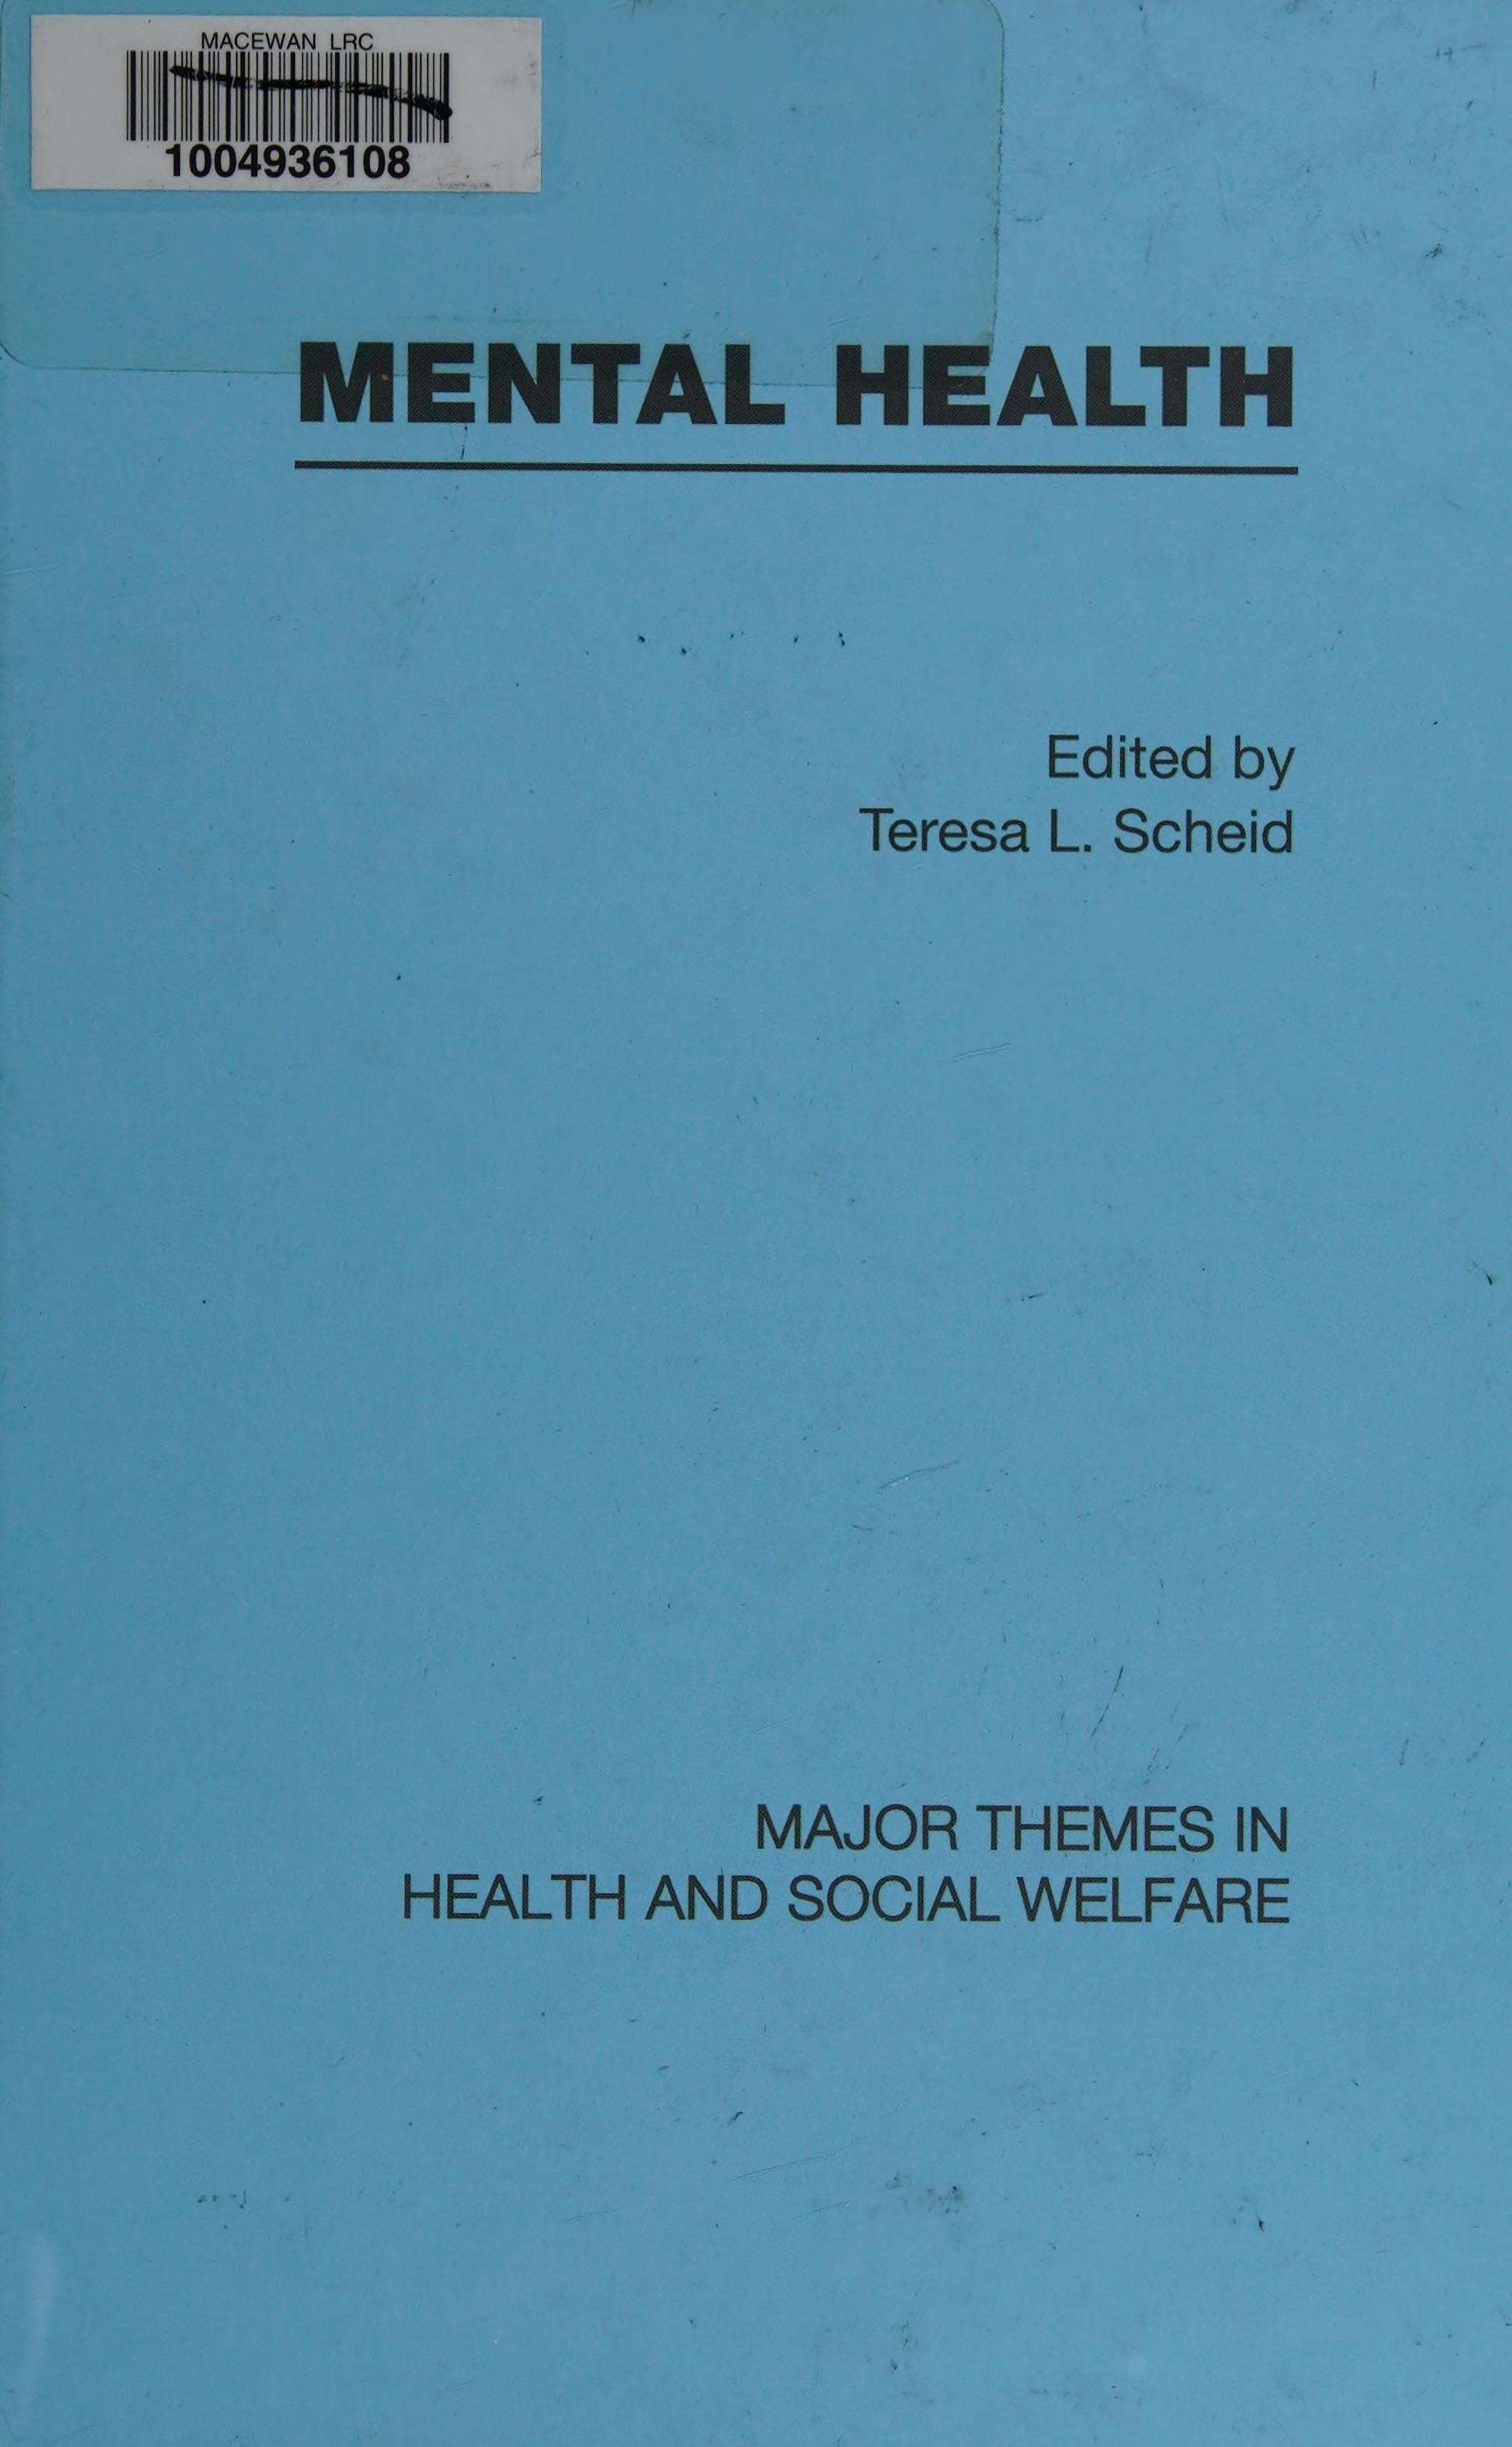 MACEWAN LRC
1004936108
MENTAL HEALTH
Edited by
Teresa L. Scheid
MAJOR THEMES IN
HEALTH AND SOCIAL WELFARE